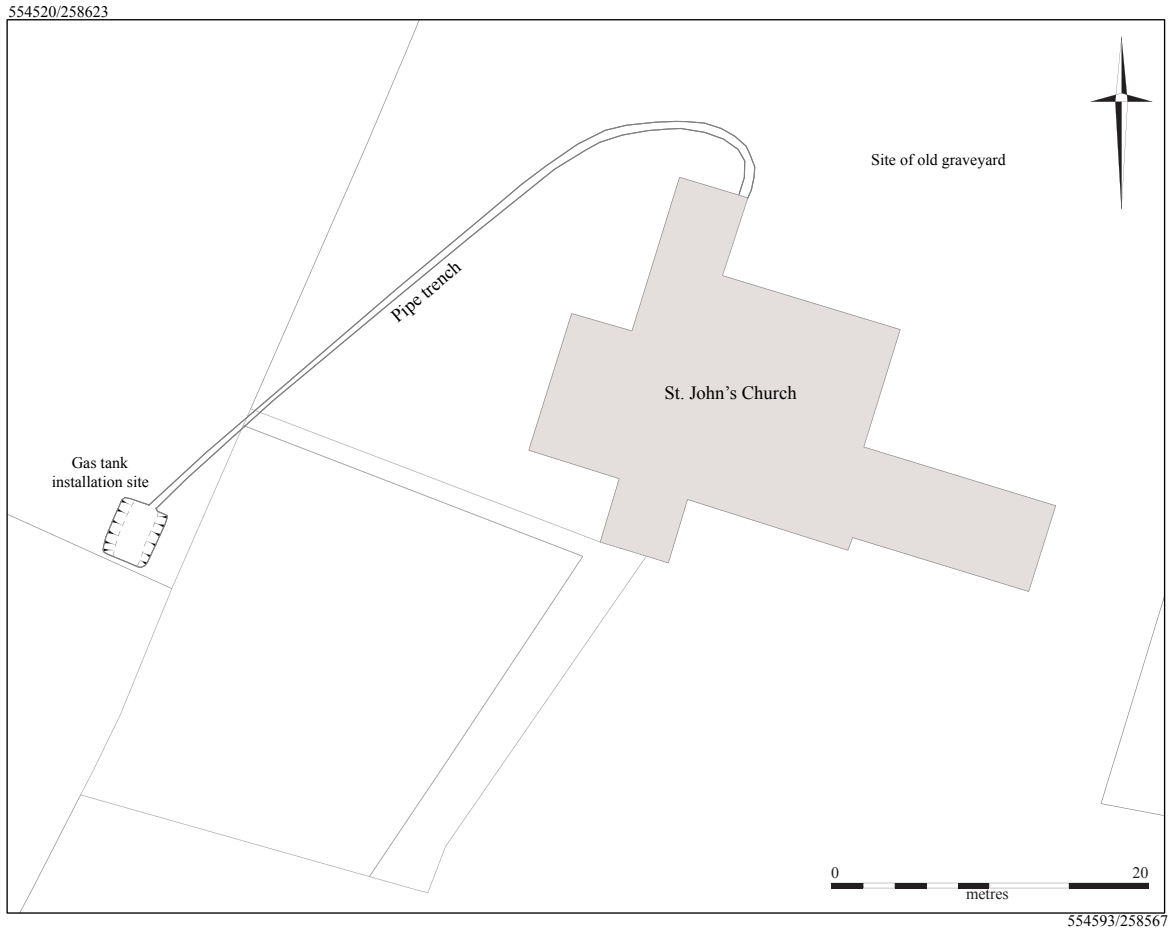 554520/258623
Site of old graveyard
Pipe trench
St. John’s Church
Gas tank
installation site
0 20
metres
554593/258567